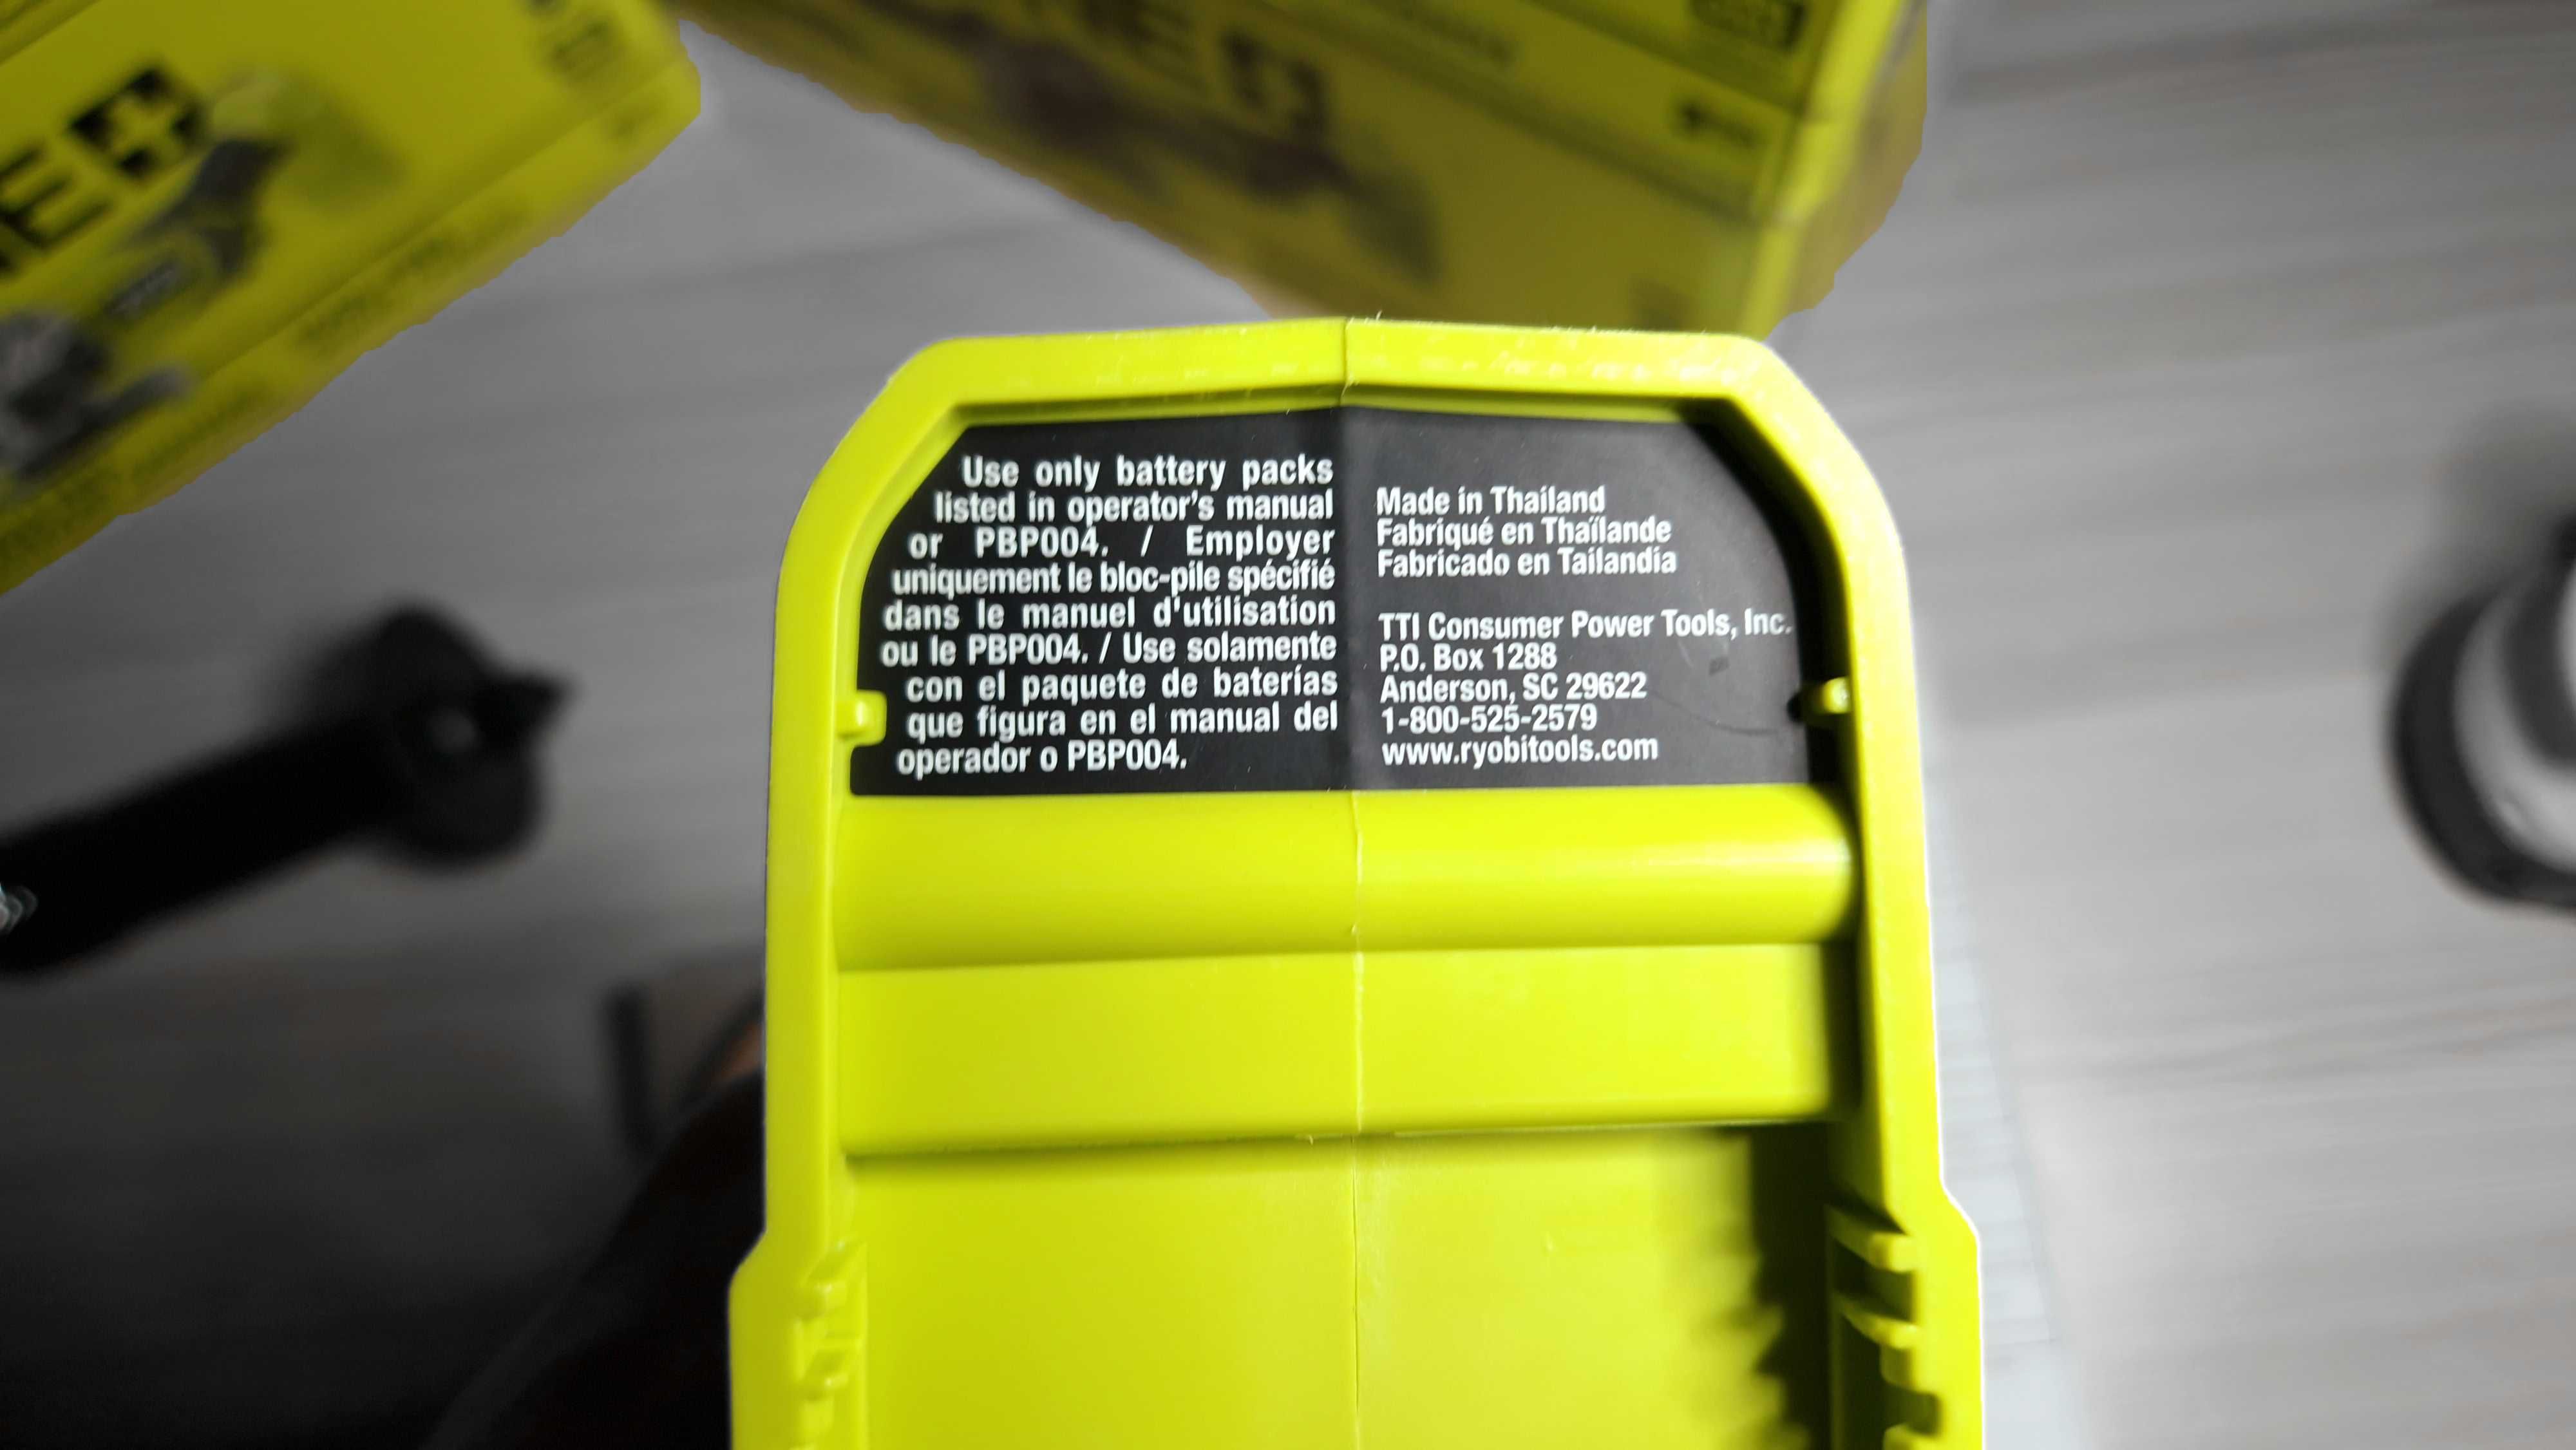 Use only battery packs
listed in operator's manual
or PBP004. / Employer
uniquement le bloc-pile spécifié
dans le manuel d'utilisation
ou le PBP004. / Use solamente
con el paquete de baterías
que figura en el manual del
operador o PBP004.
Made in Thailand
Fabriqué en Thaïlande
Fabricado en Tailandia
TTI Consumer Power Tools, Inc.
P.O. Box 1288
Anderson, SC 29622
1-800-525-2579
www.ryobitools.com